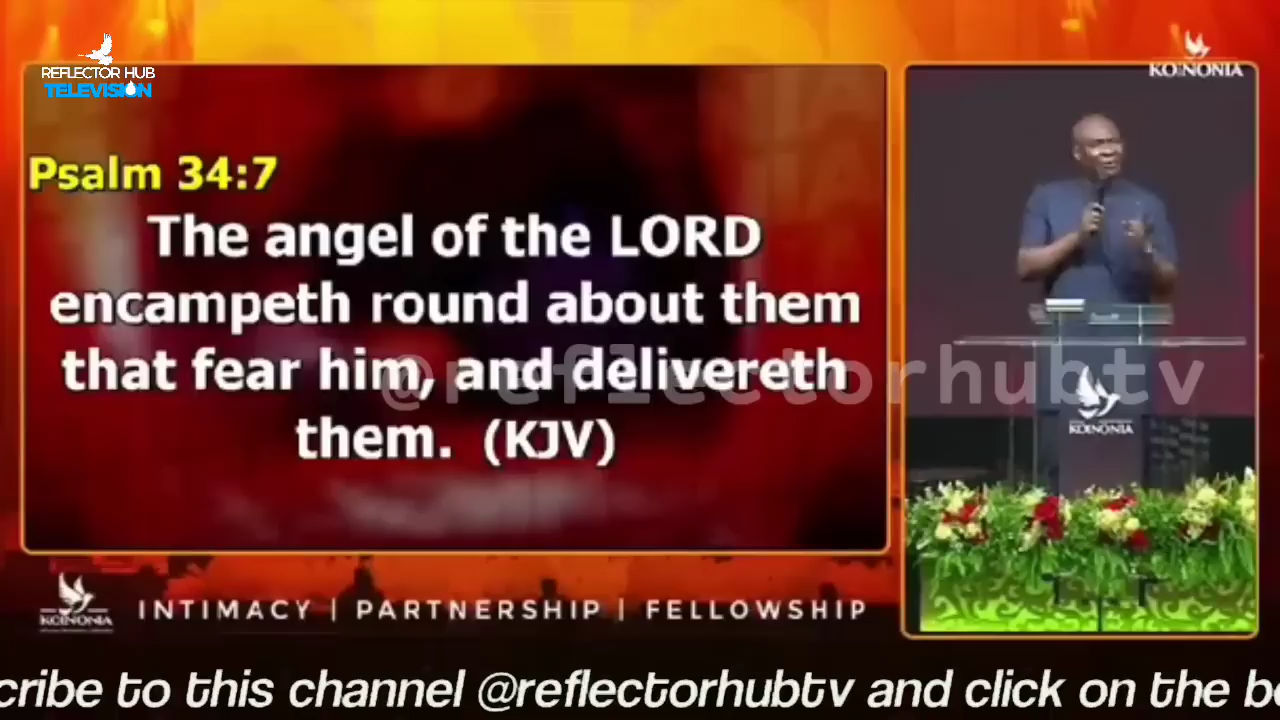 REFLECTOR HUB
TELEVISION
KOINONIA
Psalm 34:7
The angel of the LORD
encampeth round about them
that fear him, and delivereth
them. (KJV)
@reflectorhubtv
KOINONIA
KOINONIA
INTIMACY | PARTNERSHIP | FELLOWSHIP
cribe to this channel @reflectorhubtv and click on the be